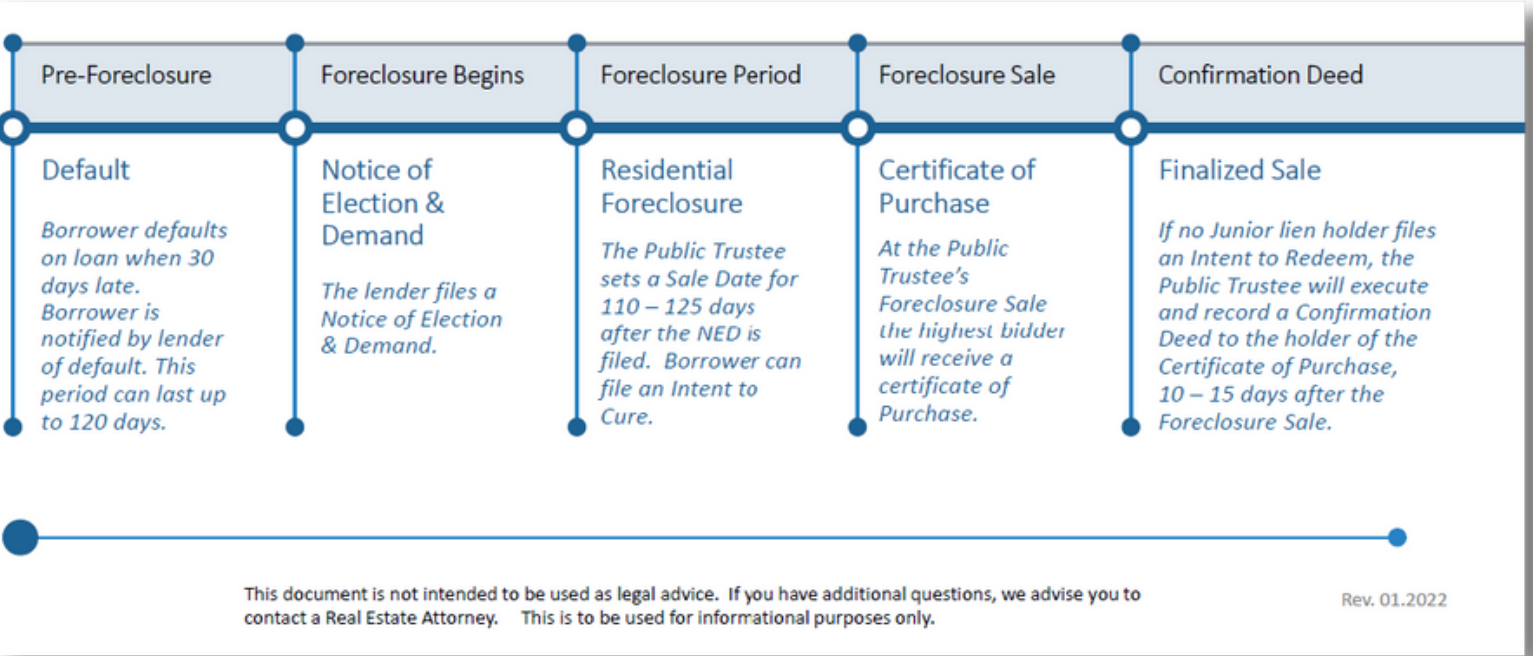 Pre-Foreclosure
Foreclosure Begins
Foreclosure Period
Foreclosure Sale
Confirmation Deed
Default
Borrower defaults
on loan when 30
days late.
Borrower is
notified by lender
of default. This
period can last up
to 120 days.
Notice of
Election &
Demand
The lender files a
Notice of Election
& Demand.
Residential
Foreclosure
The Public Trustee
sets a Sale Date for
110 – 125 days
after the NED is
filed.  Borrower can
file an Intent to
Cure.
Certificate of
Purchase
At the Public
Trustee’s
Foreclosure Sale
the highest bidder
will receive a
certificate of
Purchase.
Finalized Sale
If no Junior lien holder files
an Intent to Redeem, the
Public Trustee will execute
and record a Confirmation
Deed to the holder of the
Certificate of Purchase,
10 – 15 days after the
Foreclosure Sale.
This document is not intended to be used as legal advice.  If you have additional questions, we advise you to
contact a Real Estate Attorney.    This is to be used for informational purposes only.
Rev. 01.2022